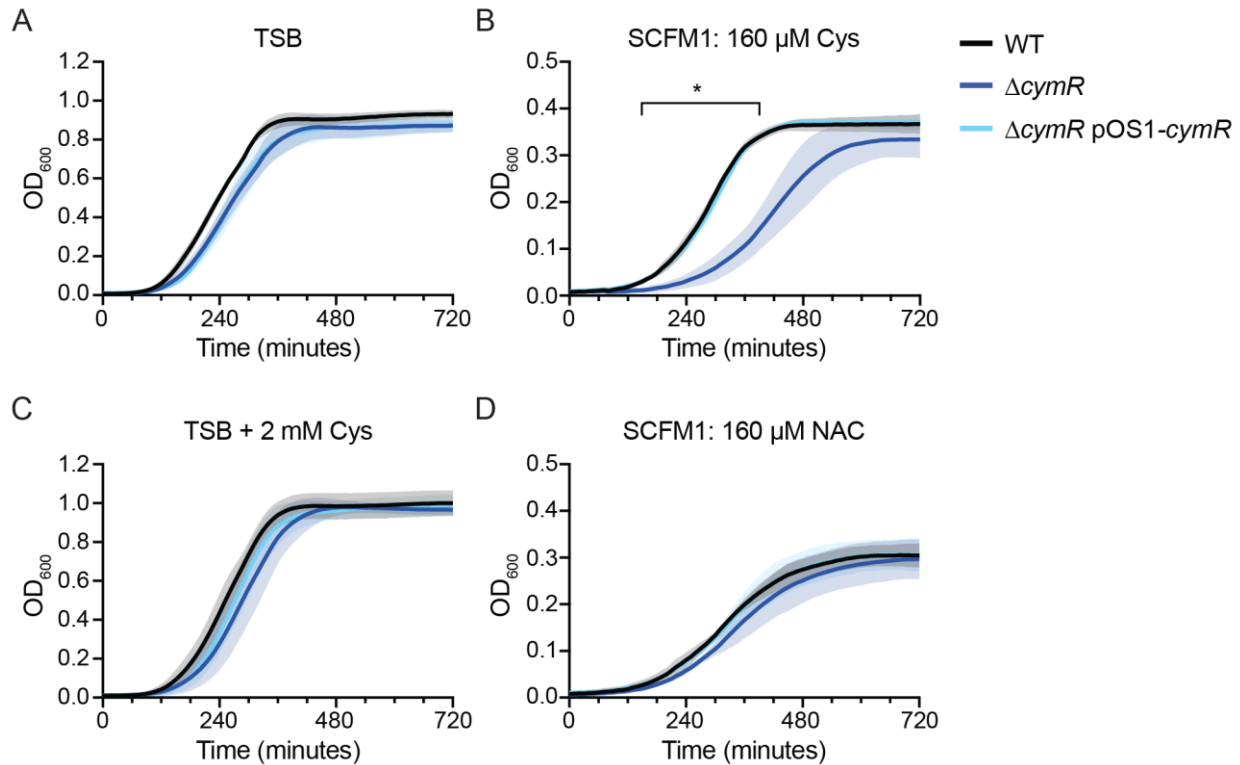 A
TSB
OD600
1.2
1.0
0.8
0.6
0.4
0.2
0.0
0 240 480 720
Time (minutes)
B
SCFM1: 160 µM Cys
*
OD600
0.5
0.4
0.3
0.2
0.1
0.0
0 240 480 720
Time (minutes)
WT
ΔcymR
ΔcymR pOS1-cymR
C
TSB + 2 mM Cys
OD600
1.2
1.0
0.8
0.6
0.4
0.2
0.0
0 240 480 720
Time (minutes)
D
SCFM1: 160 µM NAC
OD600
0.5
0.4
0.3
0.2
0.1
0.0
0 240 480 720
Time (minutes)